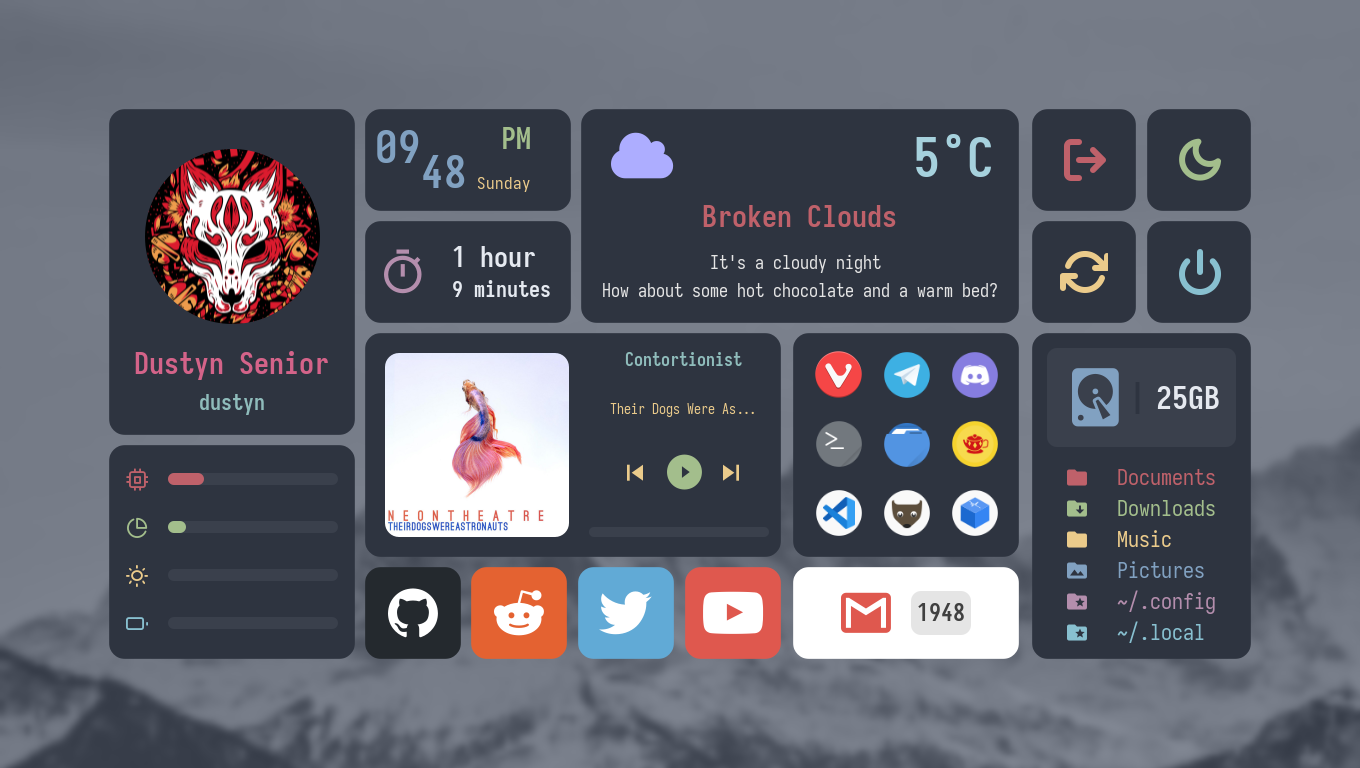 Dustyn Senior
dustyn
09
48
PM
Sunday
1 hour
9 minutes
5°C
Broken Clouds
It's a cloudy night
How about some hot chocolate and a warm bed?
NEONTHEATRE
THEIRDOGSWEREASTRONAUTS
Contortionist
Their Dogs Were As...
>_
1948
25GB
Documents
Downloads
Music
Pictures
~/.config
~/.local